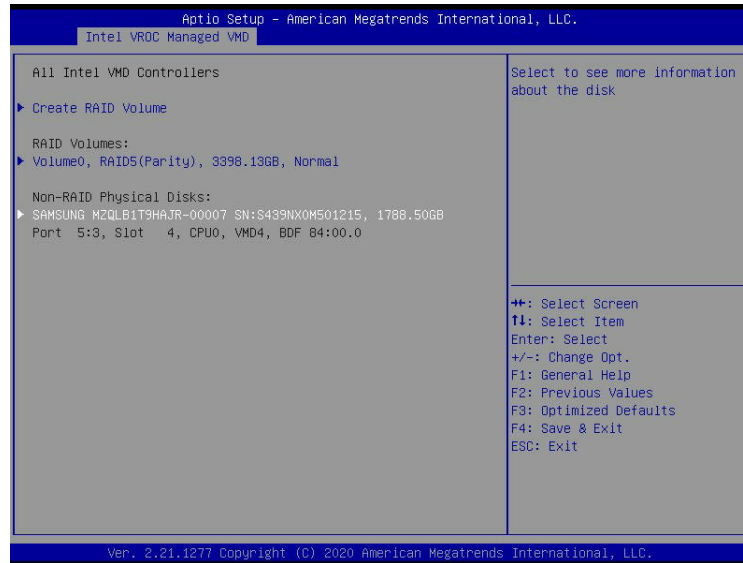 Aptio Setup – American Megatrends International, LLC.
Intel VROC Managed VMD
All Intel VMD Controllers
Create RAID Volume
RAID Volumes:
Volume0, RAID5(Parity), 3398.13GB, Normal
Non-RAID Physical Disks:
SAMSUNG MZQLB1T9HAJR-00007 SN:S439NX0M501215, 1788.50GB
Port 5:3, Slot 4, CPU0, VMD4, BDF 84:00.0
Select to see more information
about the disk
→←: Select Screen
↑↓: Select Item
Enter: Select
+/-: Change Opt.
F1: General Help
F2: Previous Values
F3: Optimized Defaults
F4: Save & Exit
ESC: Exit
Ver. 2.21.1277 Copyright (C) 2020 American Megatrends International, LLC.